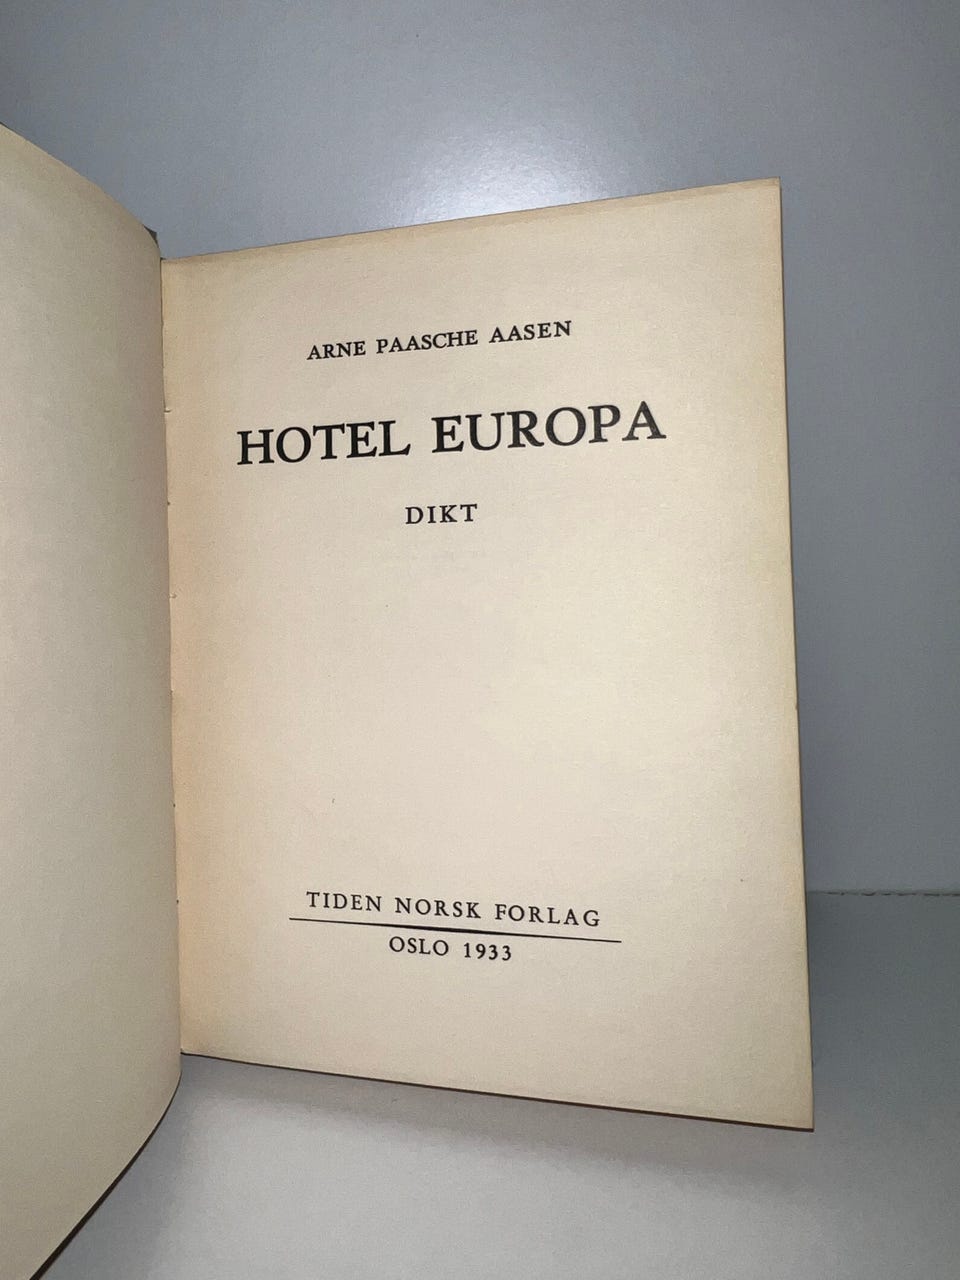 ARNE PAASCHE AASEN
HOTEL EUROPA
DIKT
TIDEN NORSK FORLAG
OSLO 1933